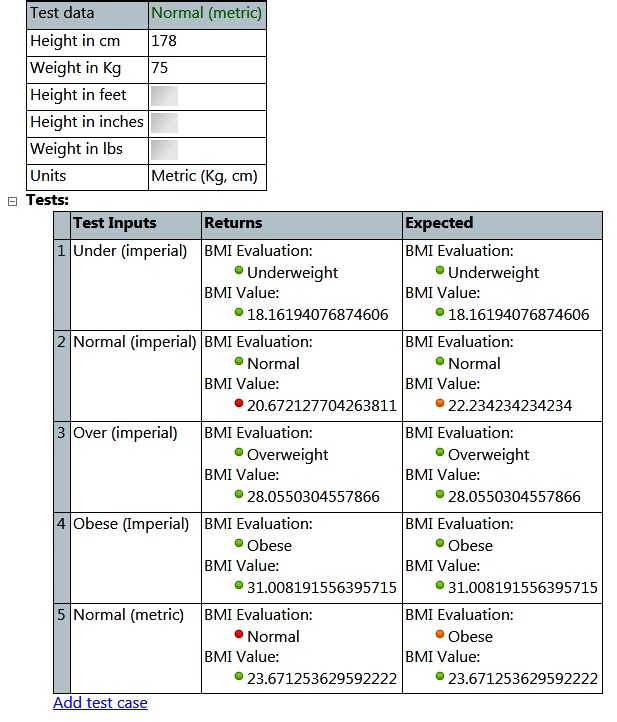 Test data Normal (metric)
Height in cm 178
Weight in Kg 75
Height in feet
Height in inches
Weight in lbs
Units Metric (Kg, cm)
Tests:
Test Inputs Returns Expected
1 Under (imperial) BMI Evaluation: BMI Evaluation:
Underweight Underweight
BMI Value: BMI Value:
18.16194076874606 18.16194076874606
2 Normal (imperial) BMI Evaluation: BMI Evaluation:
Normal Normal
BMI Value: BMI Value:
20.672127704263811 22.234234234234
3 Over (imperial) BMI Evaluation: BMI Evaluation:
Overweight Overweight
BMI Value: BMI Value:
28.0550304557866 28.0550304557866
4 Obese (Imperial) BMI Evaluation: BMI Evaluation:
Obese Obese
BMI Value: BMI Value:
31.008191556395715 31.008191556395715
5 Normal (metric) BMI Evaluation: BMI Evaluation:
Normal Obese
BMI Value: BMI Value:
23.671253629592222 23.671253629592222
Add test case